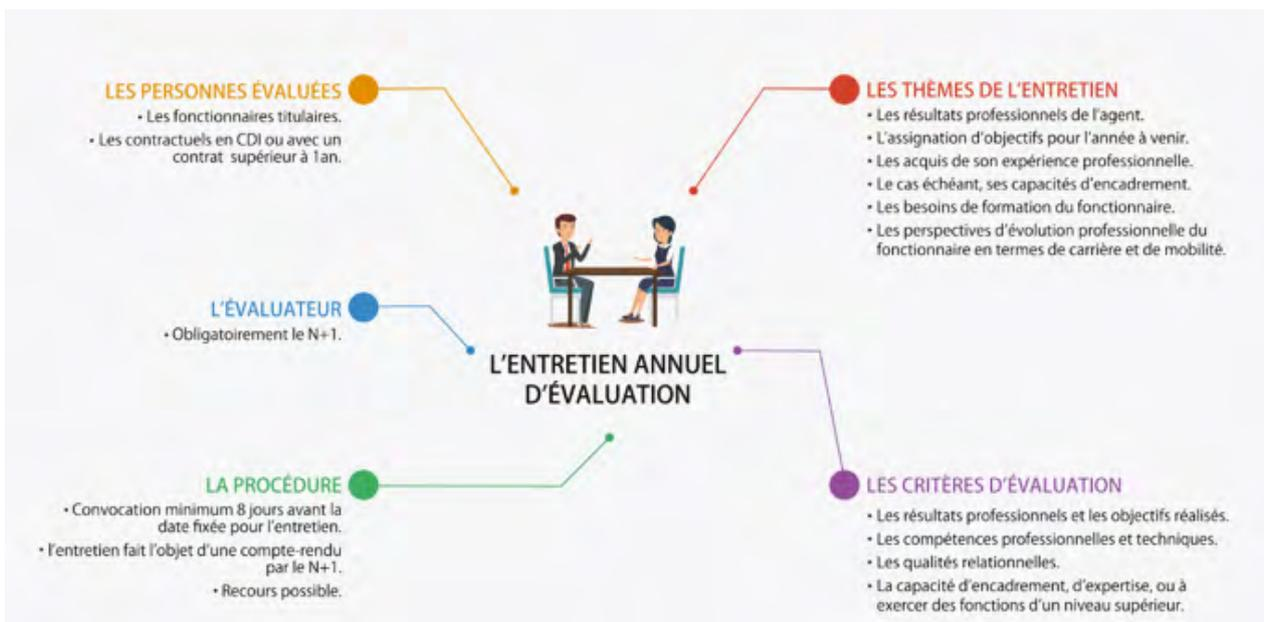 LES PERSONNES ÉVALUÉES
• Les fonctionnaires titulaires.
• Les contractuels en CDI ou avec un
contrat supérieur à 1an.
L'ÉVALUATEUR
• Obligatoirement le N+1.
LA PROCÉDURE
• Convocation minimum 8 jours avant la
date fixée pour l'entretien.
• l'entretien fait l'objet d'une compte-rendu
par le N+1.
• Recours possible.
L'ENTRETIEN ANNUEL
D'ÉVALUATION
LES THÈMES DE L'ENTRETIEN
• Les résultats professionnels de l'agent.
• L'assignation d'objectifs pour l'année à venir.
• Les acquis de son expérience professionnelle.
• Le cas échéant, ses capacités d'encadrement.
• Les besoins de formation du fonctionnaire.
• Les perspectives d'évolution professionnelle du
fonctionnaire en termes de carrière et de mobilité.
LES CRITÈRES D'ÉVALUATION
• Les résultats professionnels et les objectifs réalisés.
• Les compétences professionnelles et techniques.
• Les qualités relationnelles.
• La capacité d'encadrement, d'expertise, ou à
exercer des fonctions d'un niveau supérieur.